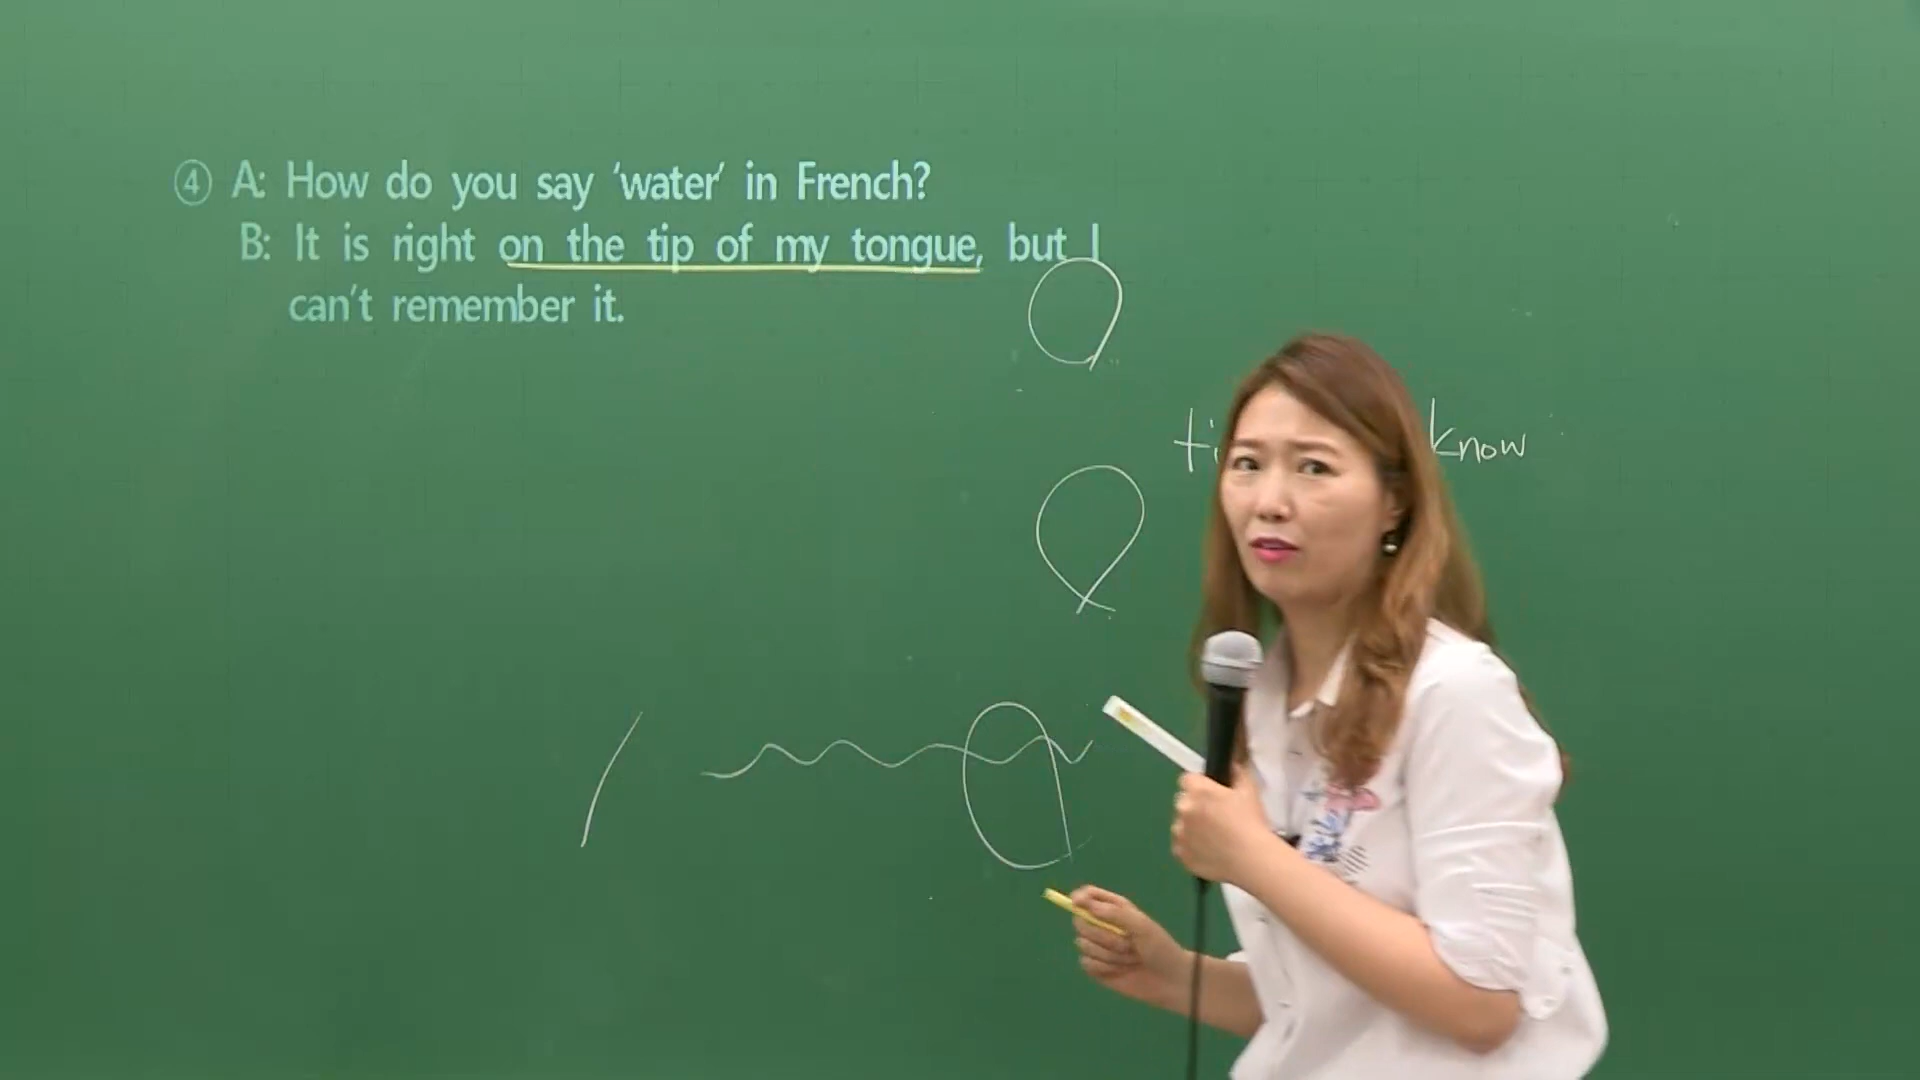 ④ A: How do you say ‘water’ in French?
B: It is right on the tip of my tongue, but I
can't remember it.
know